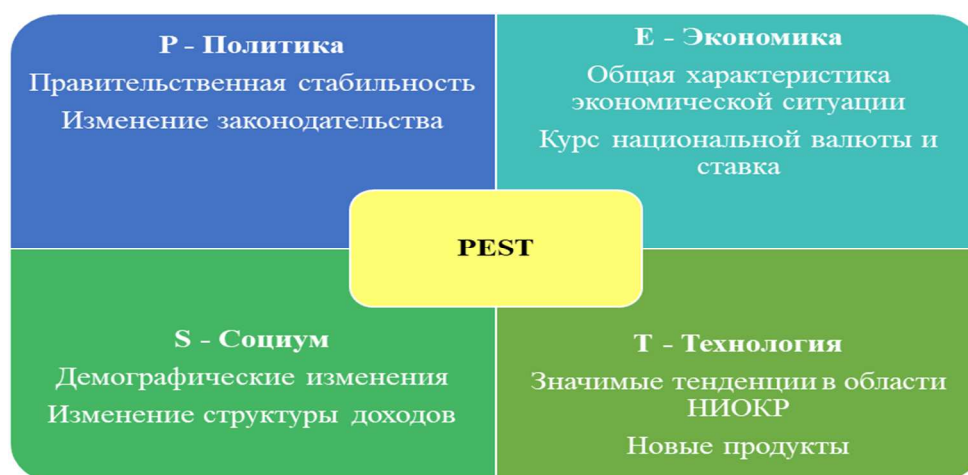 P - Политика
Правительственная стабильность
Изменение законодательства
E - Экономика
Общая характеристика
экономической ситуации
Курс национальной валюты и
ставка
PEST
S - Социум
Демографические изменения
Изменение структуры доходов
T - Технология
Значимые тенденции в области
НИОКР
Новые продукты